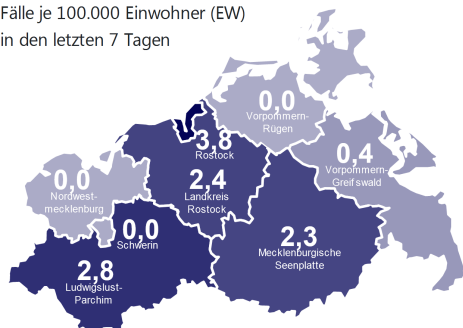 Fälle je 100.000 Einwohner (EW)
in den letzten 7 Tagen
0,0
Vorpommern-
Rügen
3,8
Rostock
0,4
Vorpommern-
Greifswald
0,0
Nordwest-
mecklenburg
2,4
Landkreis
Rostock
0,0
Schwerin
2,3
Mecklenburgische
Seenplatte
2,8
Ludwigslust-
Parchim